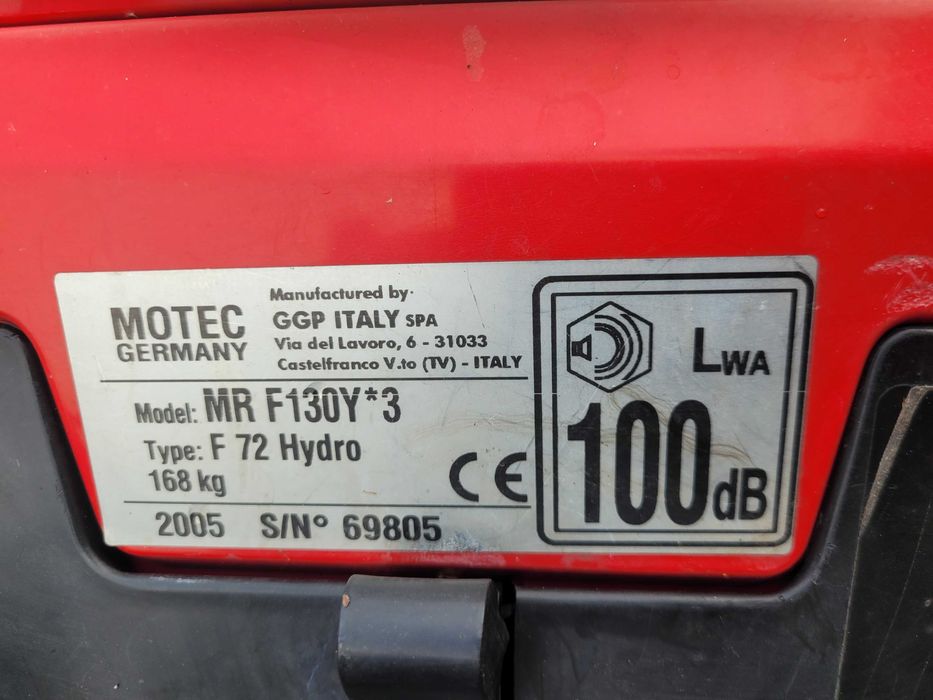 MOTEC
GERMANY
Manufactured by·
GGP ITALY SPA
Via del Lavoro, 6 - 31033
Castelfranco V.to (TV) - ITALY
Model: MR F130Y*3
Type: F 72 Hydro
168 kg
CE
2005 S/N° 69805
LWA
100dB